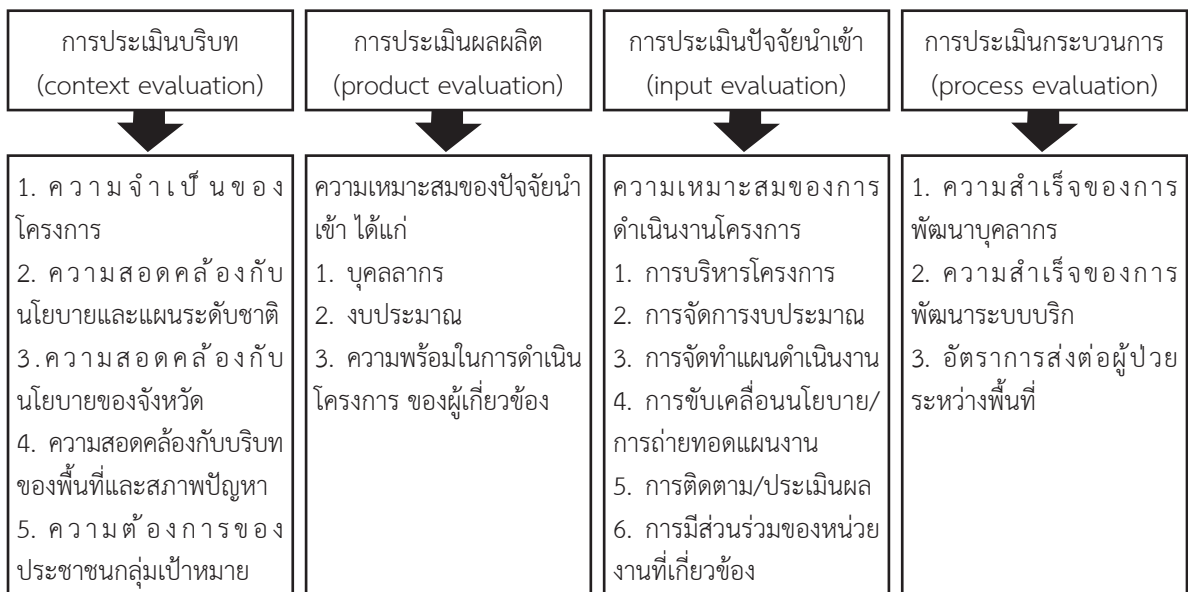 การประเมินบริบท
(context evaluation)
การประเมินผลผลิต
(product evaluation)
การประเมินปัจจัยนำเข้า
(input evaluation)
การประเมินกระบวนการ
(process evaluation)
1. ความจำเป็นของ
โครงการ
2. ความสอดคล้องกับ
นโยบายและแผนระดับชาติ
3.ความสอดคล้องกับ
นโยบายของจังหวัด
4. ความสอดคล้องกับบริบท
ของพื้นที่และสภาพปัญหา
5. ความต้องการของ
ประชาชนกลุ่มเป้าหมาย
ความเหมาะสมของปัจจัยนำ
เข้า ได้แก่
1. บุคลลากร
2. งบประมาณ
3. ความพร้อมในการดำเนิน
โครงการ ของผู้เกี่ยวข้อง
ความเหมาะสมของการ
ดำเนินงานโครงการ
1. การบริหารโครงการ
2. การจัดการงบประมาณ
3. การจัดทำแผนดำเนินงาน
4. การขับเคลื่อนนโยบาย/
การถ่ายทอดแผนงาน
5. การติดตาม/ประเมินผล
6. การมีส่วนร่วมของหน่วย
งานที่เกี่ยวข้อง
1. ความสำเร็จของการ
พัฒนาบุคลากร
2. ความสำเร็จของการ
พัฒนาระบบบริก
3. อัตราการส่งต่อผู้ป่วย
ระหว่างพื้นที่